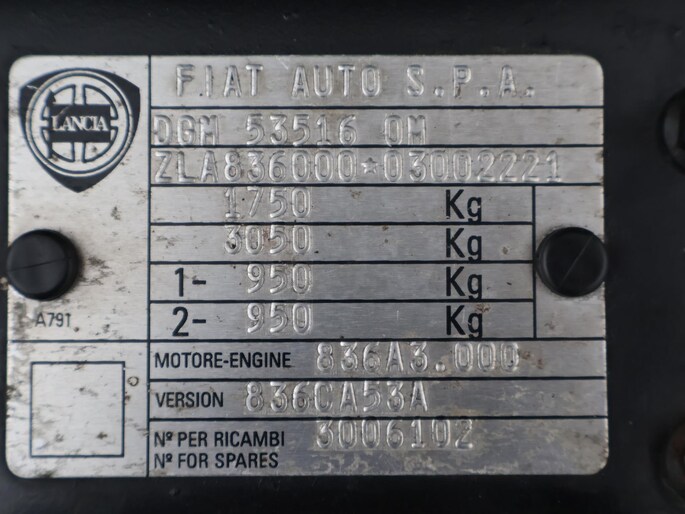 FIAT AUTO S.P.A.
LANCIA
DGM 53516 OM
ZLA836000*03002221
1750 Kg
3050 Kg
1- 950 Kg
2- 950 Kg
A791
MOTORE-ENGINE 836A3.000
VERSION 836CA53A
Nº PER RICAMBI 3006102
Nº FOR SPARES